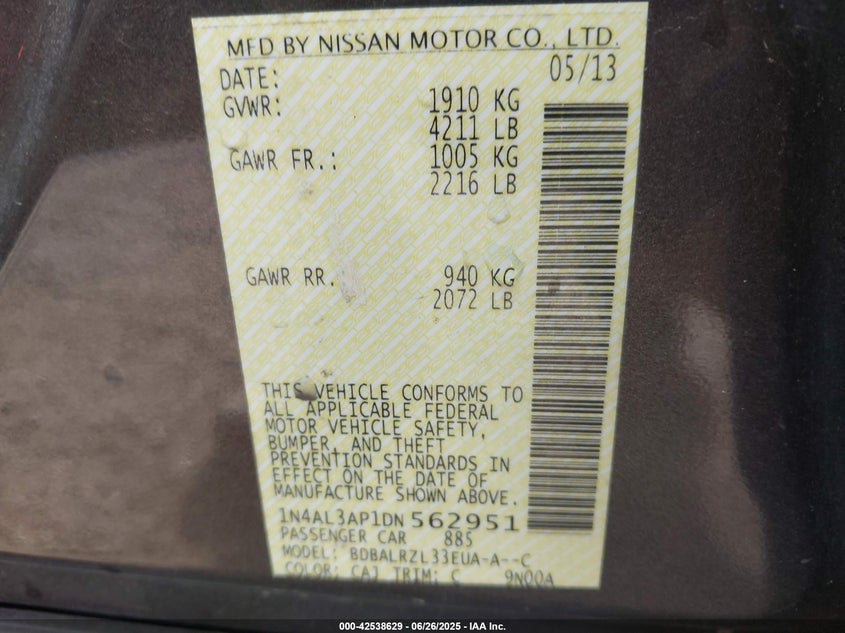 MFD BY NISSAN MOTOR CO., LTD.
DATE: 05/13
GVWR: 1910 KG
4211 LB
GAWR FR.: 1005 KG
2216 LB
GAWR RR. 940 KG
2072 LB
THIS VEHICLE CONFORMS TO
ALL APPLICABLE FEDERAL
MOTOR VEHICLE SAFETY,
BUMPER, AND THEFT
PREVENTION STANDARDS IN
EFFECT ON THE DATE OF
MANUFACTURE SHOWN ABOVE.
1N4AL3AP1DN 562951
PASSENGER CAR 885
MODEL: BDBALRZL33EUA-A--C
COLOR: CAJ TRIM: C 9N00A
000-42538629 - 06/26/2025 - IAA Inc.